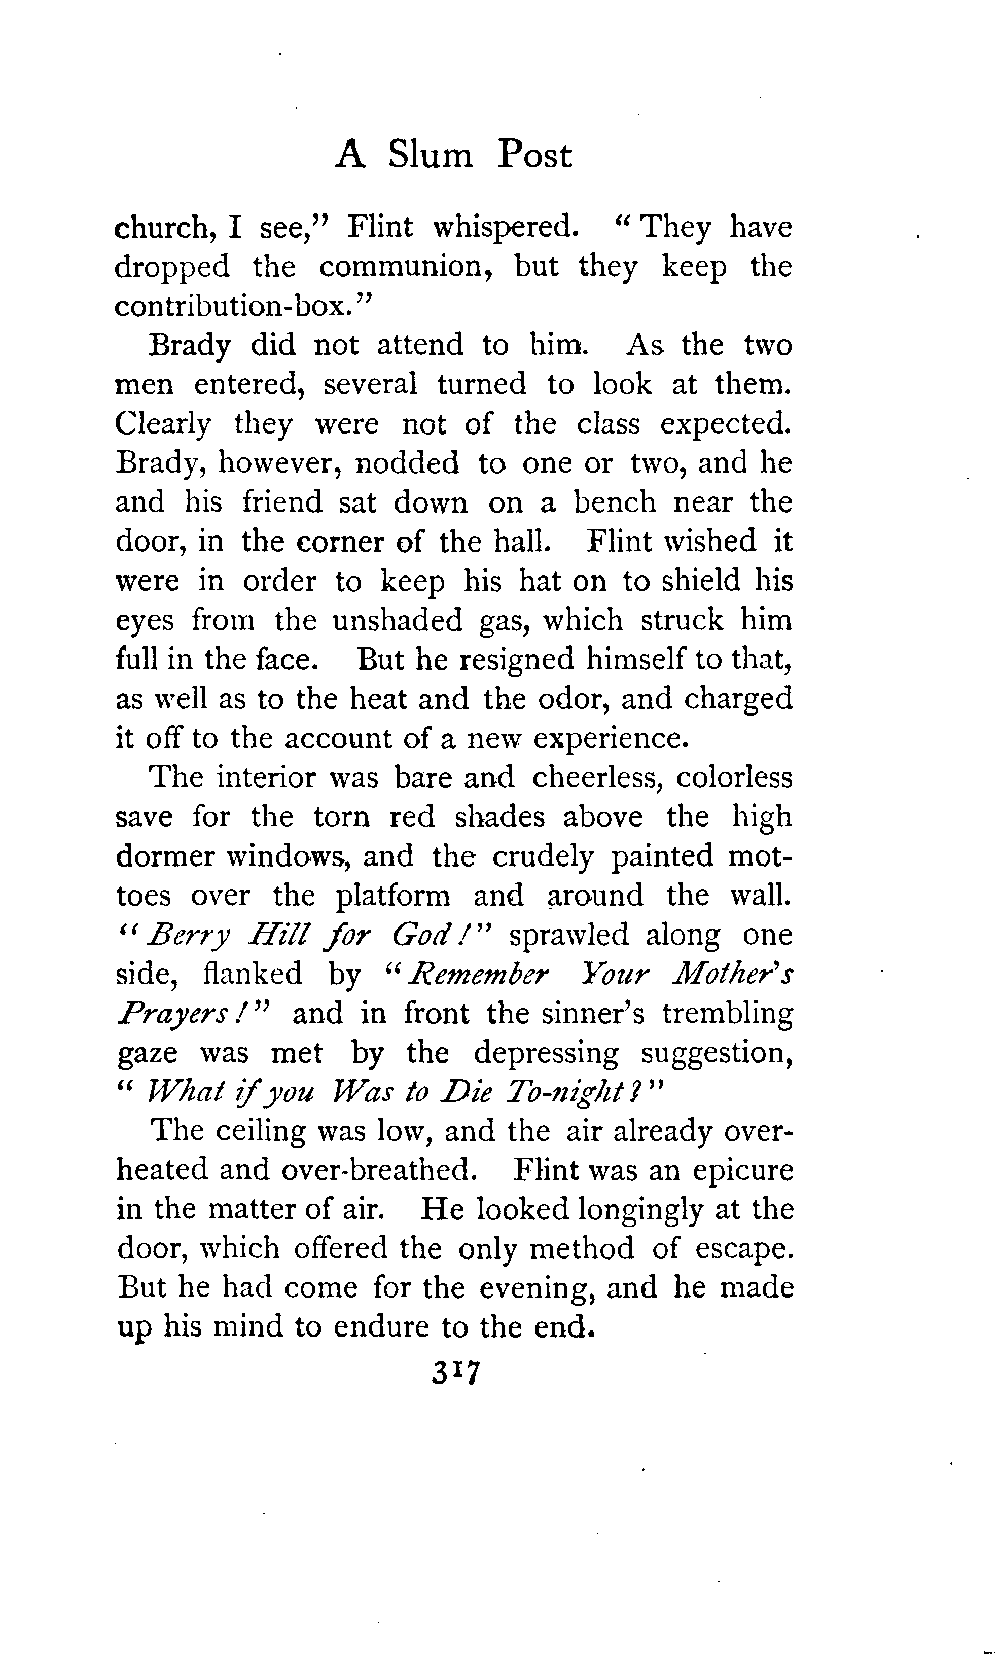 A Slum Post
church, I see," Flint whispered. "They have
dropped the communion, but they keep the
contribution-box."
Brady did not attend to him. As the two
men entered, several turned to look at them.
Clearly they were not of the class expected.
Brady, however, nodded to one or two, and he
and his friend sat down on a bench near the
door, in the corner of the hall. Flint wished it
were in order to keep his hat on to shield his
eyes from the unshaded gas, which struck him
full in the face. But he resigned himself to that,
as well as to the heat and the odor, and charged
it off to the account of a new experience.
The interior was bare and cheerless, colorless
save for the torn red shades above the high
dormer windows, and the crudely painted mot-
toes over the platform and around the wall.
"Berry Hill for God!" sprawled along one
side, flanked by "Remember Your Mother's
Prayers!" and in front the sinner's trembling
gaze was met by the depressing suggestion,
"What if you Was to Die To-night?"
The ceiling was low, and the air already over-
heated and over-breathed. Flint was an epicure
in the matter of air. He looked longingly at the
door, which offered the only method of escape.
But he had come for the evening, and he made
up his mind to endure to the end.
317